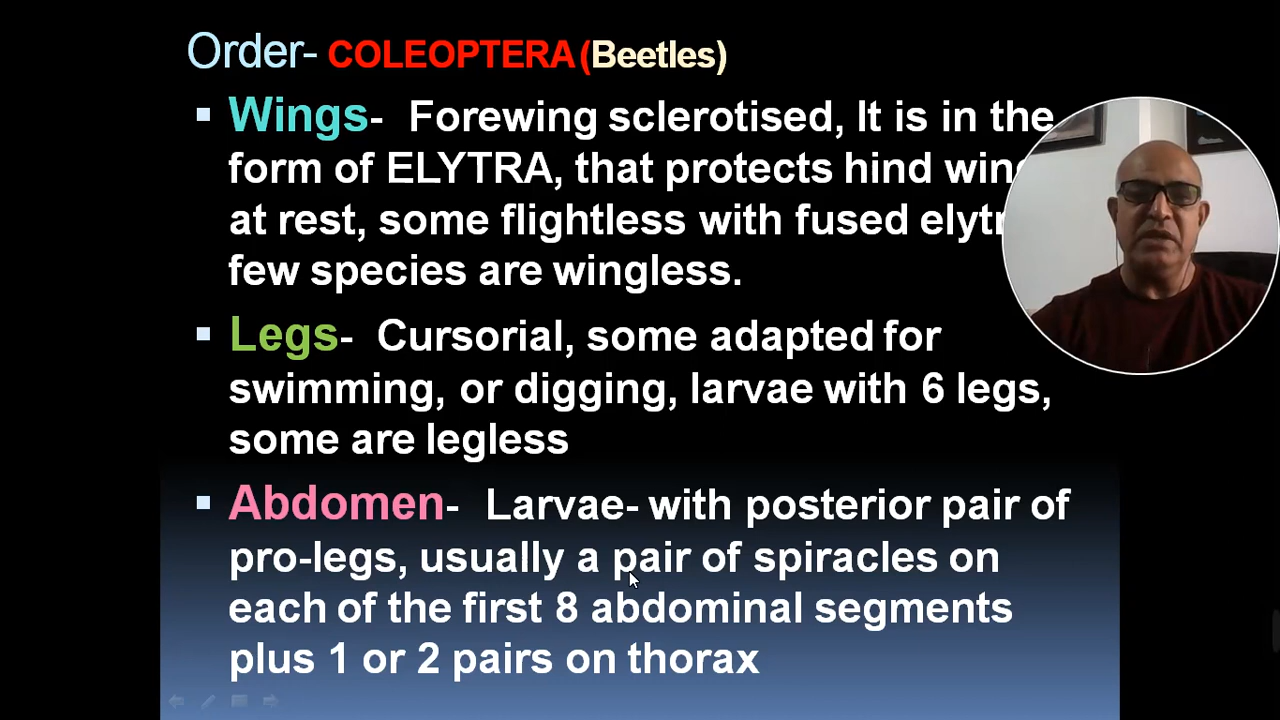 Order- COLEOPTERA (Beetles)
Wings- Forewing sclerotised, It is in the
form of ELYTRA, that protects hind
at rest, some flightless with fused
few species are wingless.
Legs- Cursorial, some adapted for
swimming, or digging, larvae with 6 legs,
some are legless
Abdomen- Larvae- with posterior pair of
pro-legs, usually a pair of spiracles on
each of the first 8 abdominal segments
plus 1 or 2 pairs on thorax